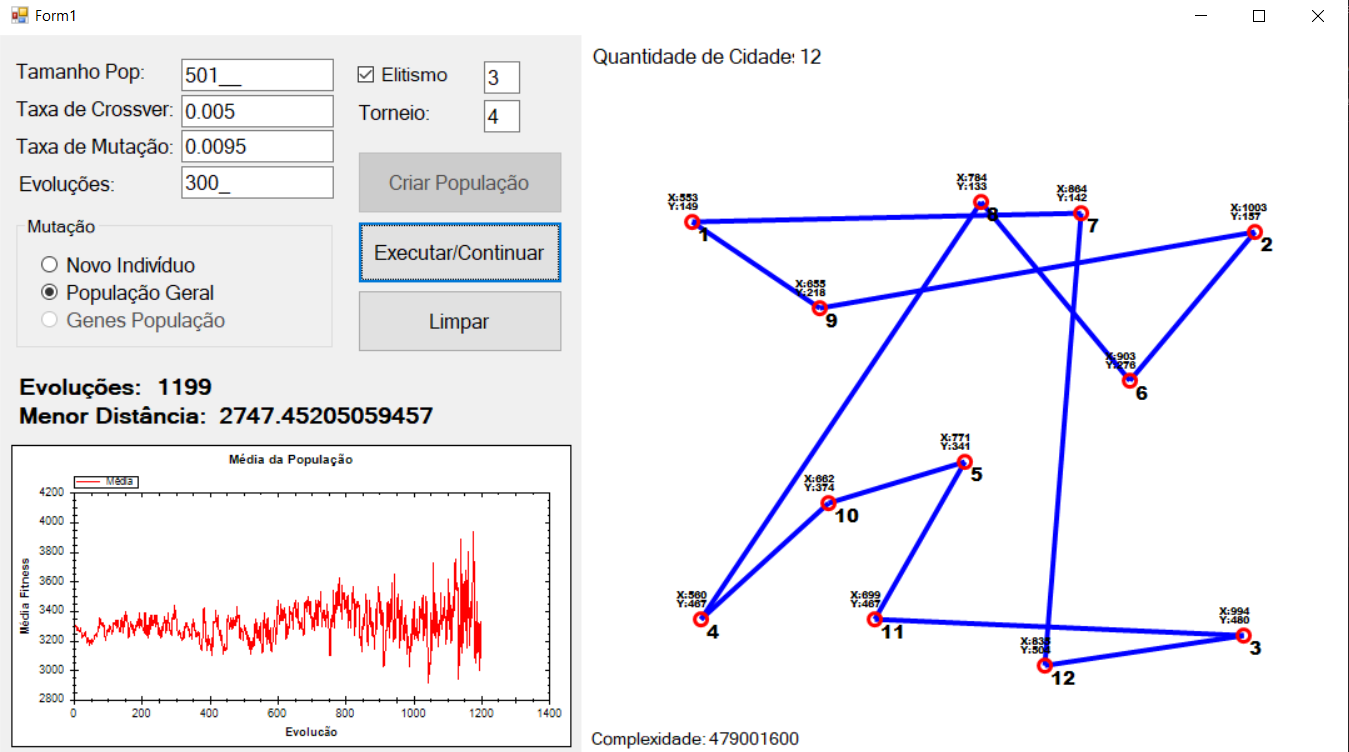 Form1
Tamanho Pop: 501__
Elitismo 3
Taxa de Crossver: 0.005
Torneio: 4
Taxa de Mutação: 0.0095
Evoluções: 300_
Criar População
Mutação
Novo Indivíduo
População Geral
Genes População
Executar/Continuar
Limpar
Evoluções: 1199
Menor Distância: 2747.45205059457
Média da População
Média
Média Fitness
4200
4000
3800
3600
3400
3200
3000
2800
0 200 400 600 800 1000 1200 1400
Evolucão
Quantidade de Cidade: 12
X:553
Y:149
1
X:784
Y:133
8
X:864
Y:142
7
X:1003
Y:157
2
X:655
Y:218
9
X:903
Y:276
6
X:771
Y:341
5
X:662
Y:374
10
X:560
Y:467
4
X:699
Y:467
11
X:994
Y:480
3
12
Complexidade: 479001600